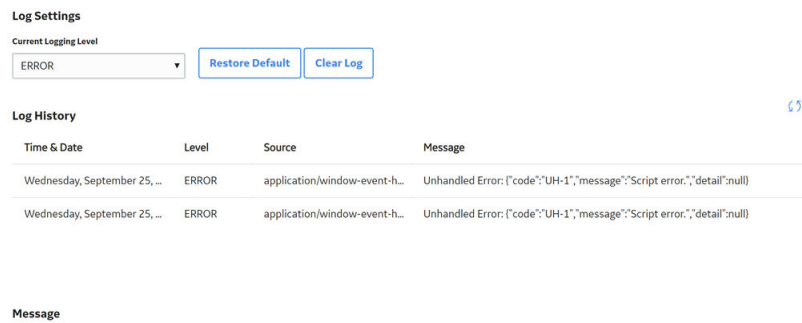 Log Settings
Current Logging Level
ERROR Restore Default Clear Log
Log History
Time & Date Level Source Message
Wednesday, September 25, ... ERROR application/window-event-h... Unhandled Error: {"code":"UH-1","message":"Script error.","detail":null}
Wednesday, September 25, ... ERROR application/window-event-h... Unhandled Error: {"code":"UH-1","message":"Script error.","detail":null}
Message